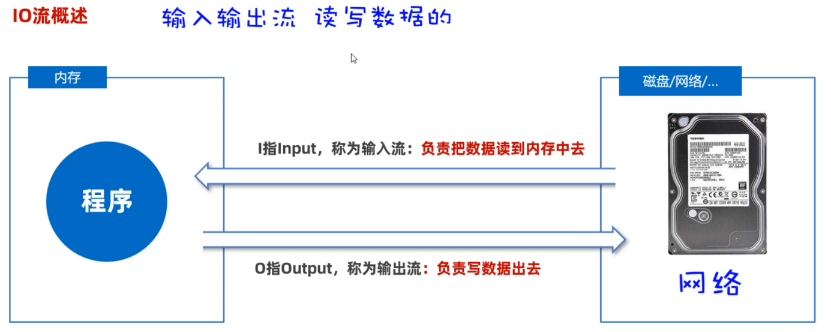 IO流概述
输入输出流 读写数据的
内存
磁盘/网络/...
I指Input，称为输入流：负责把数据读到内存中去
程序
O指Output，称为输出流：负责写数据出去
网络